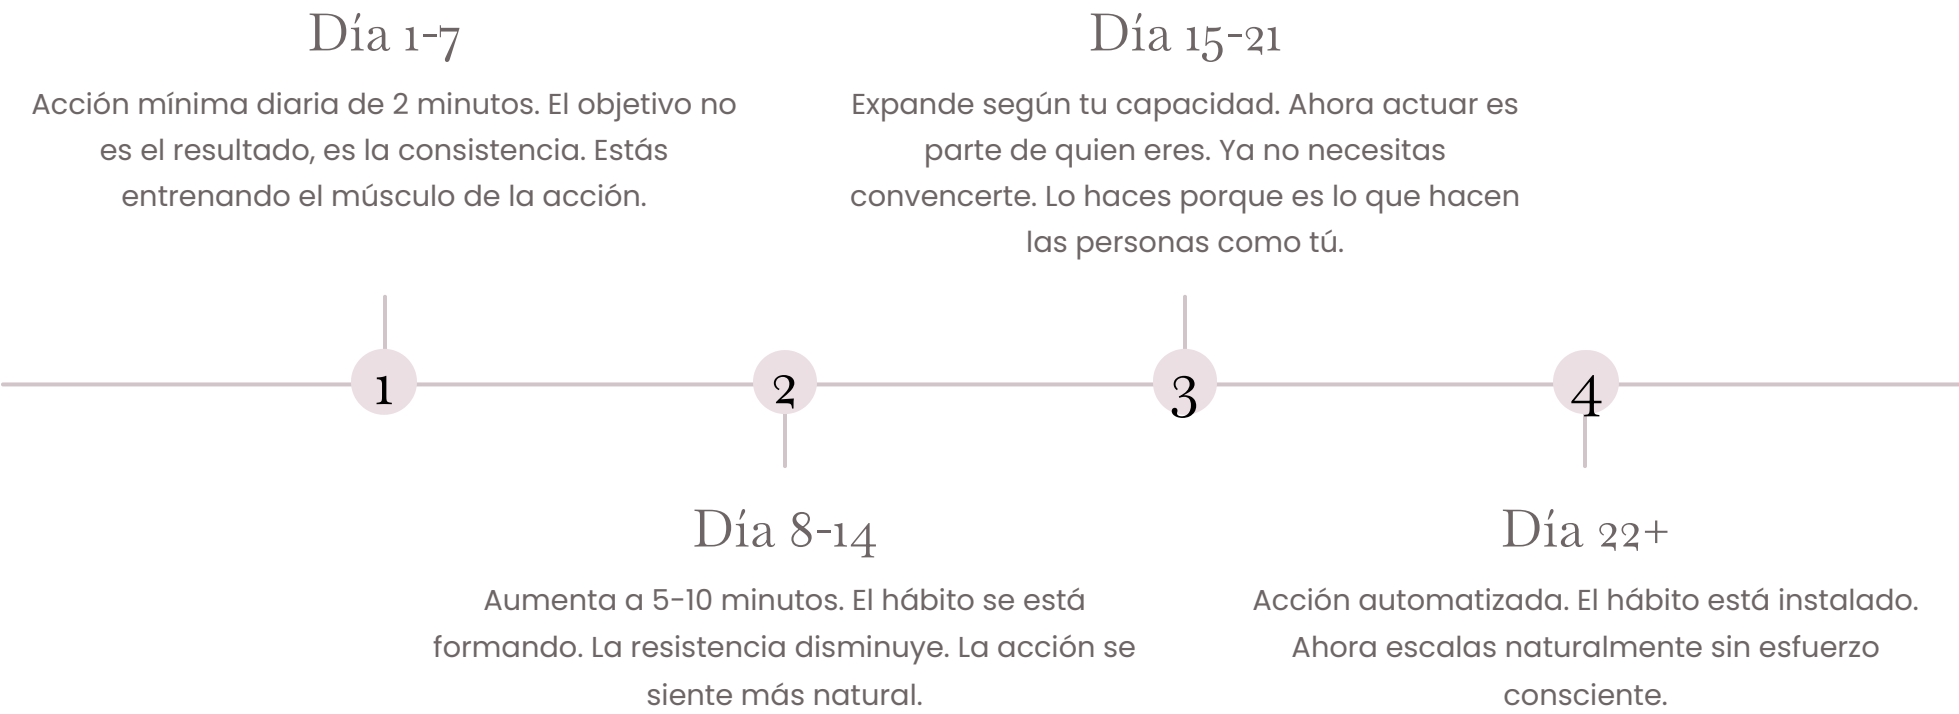 Día 1-7
Acción mínima diaria de 2 minutos. El objetivo no
es el resultado, es la consistencia. Estás
entrenando el músculo de la acción.
1
Día 8-14
Aumenta a 5-10 minutos. El hábito se está
formando. La resistencia disminuye. La acción se
siente más natural.
2
Día 15-21
Expande según tu capacidad. Ahora actuar es
parte de quien eres. Ya no necesitas
convencerte. Lo haces porque es lo que hacen
las personas como tú.
3
Día 22+
Acción automatizada. El hábito está instalado.
Ahora escalas naturalmente sin esfuerzo
consciente.
4